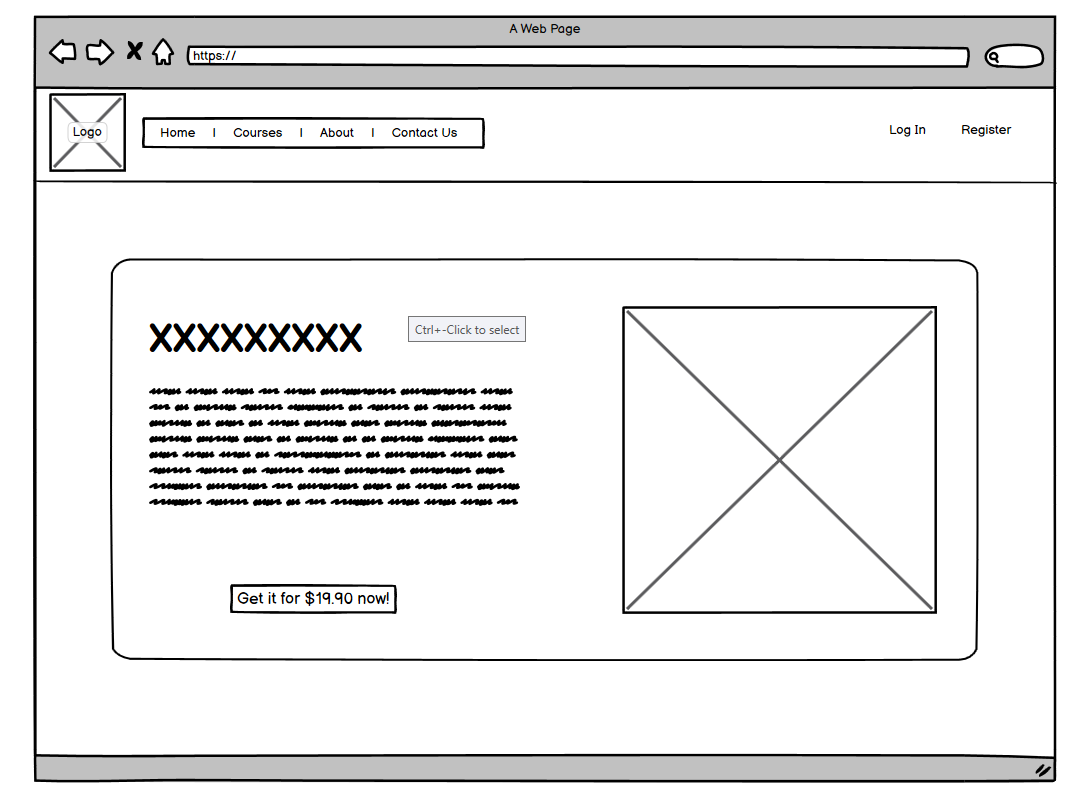 A Web Page
https://
Logo
Home | Courses | About | Contact Us
Log In Register
XXXXXXXXX
Ctrl+-Click to select
Get it for $19.90 now!